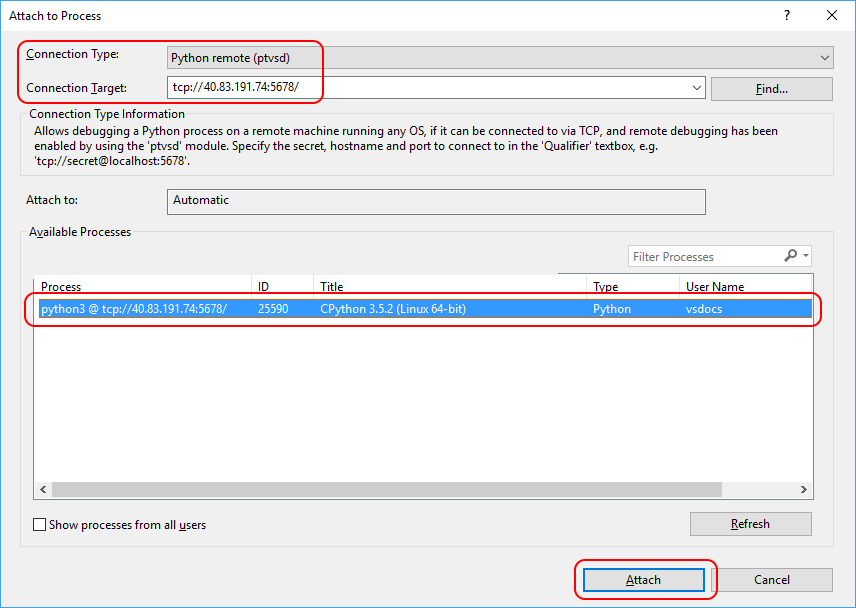 Attach to Process
?
Connection Type:
Python remote (ptvsd)
Connection Target:
tcp://40.83.191.74:5678/
Find...
Connection Type Information
Allows debugging a Python process on a remote machine running any OS, if it can be connected to via TCP, and remote debugging has been
enabled by using the 'ptvsd' module. Specify the secret, hostname and port to connect to in the 'Qualifier' textbox, e.g.
'tcp://secret@localhost:5678'.
Attach to:
Automatic
Available Processes
Filter Processes
Process ID Title Type User Name
python3 @ tcp://40.83.191.74:5678/ 25590 CPython 3.5.2 (Linux 64-bit) Python vsdocs
Show processes from all users
Refresh
Attach
Cancel